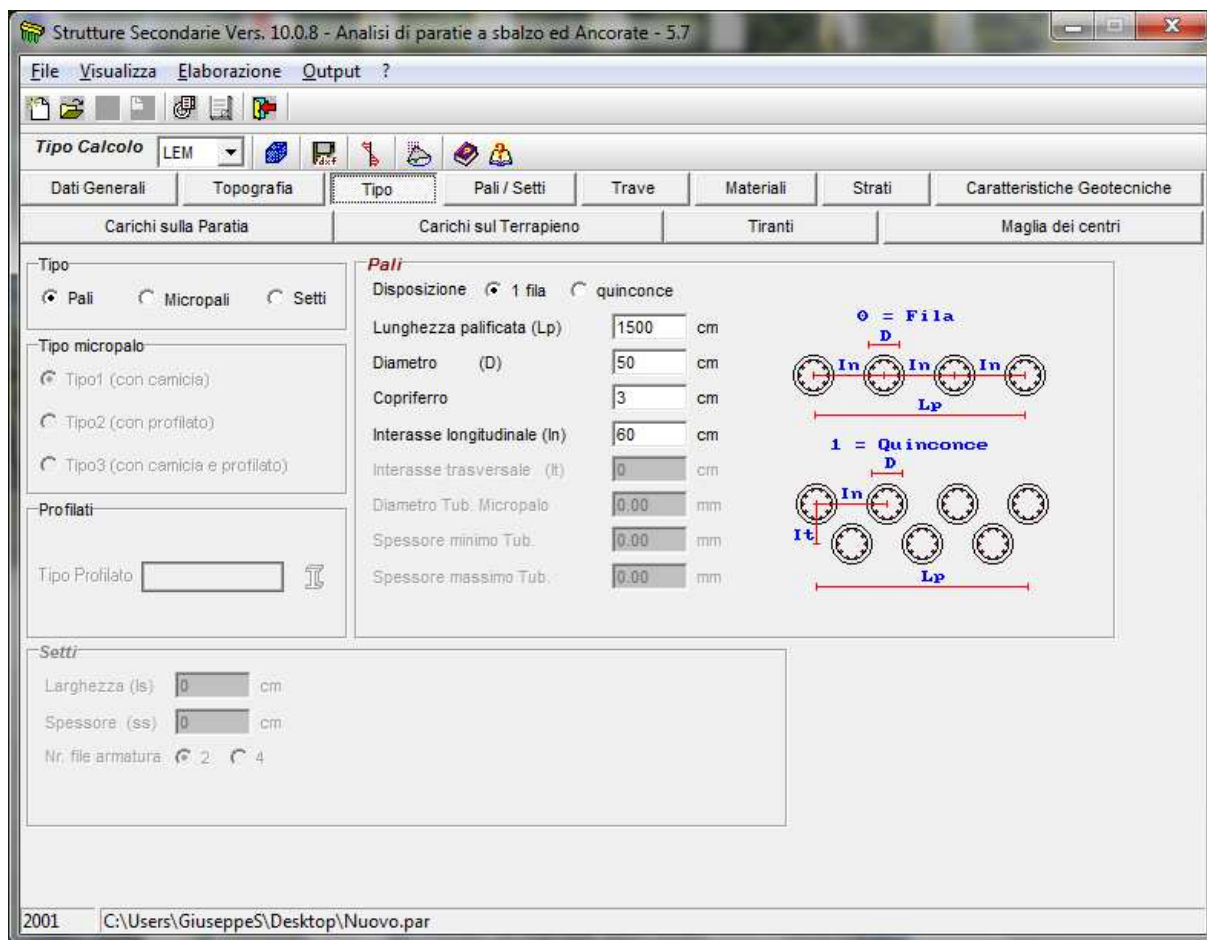 Strutture Secondarie Vers. 10.0.8 - Analisi di paratie a sbalzo ed Ancorate - 5.7
File Visualizza Elaborazione Output ?
Tipo Calcolo LEM dxf
Dati Generali Topografia Tipo Pali / Setti Trave Materiali Strati Caratteristiche Geotecniche
Carichi sulla Paratia Carichi sul Terrapieno Tiranti Maglia dei centri
Tipo
Pali Micropali Setti
Tipo micropalo
Tipo1 (con camicia)
Tipo2 (con profilato)
Tipo3 (con camicia e profilato)
Profilati
Tipo Profilato
Pali
Disposizione 1 fila quinconce
Lunghezza palificata (Lp) 1500 cm
Diametro (D) 50 cm
Copriferro 3 cm
Interasse longitudinale (In) 60 cm
Interasse trasversale (It) 0 cm
Diametro Tub. Micropalo 0.00 mm
Spessore minimo Tub. 0.00 mm
Spessore massimo Tub. 0.00 mm
0 = Fila
D
In In In
Lp
1 = Quinconce
D
In
It
Lp
Setti
Larghezza (ls) 0 cm
Spessore (ss) 0 cm
Nr. file armatura 2 4
2001 C:\Users\GiuseppeS\Desktop\Nuovo.par